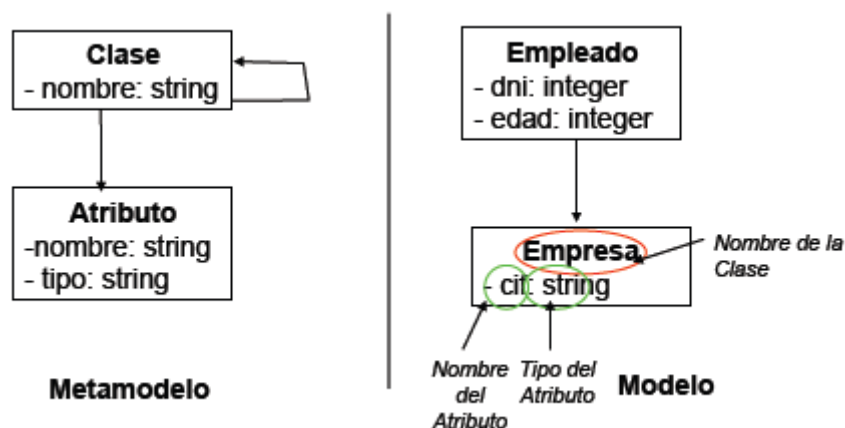 Clase
- nombre: string
Atributo
-nombre: string
- tipo: string
Metamodelo
Empleado
- dni: integer
- edad: integer
Empresa
- cif: string
Nombre de la
Clase
Nombre
del
Atributo
Tipo del
Atributo
Modelo